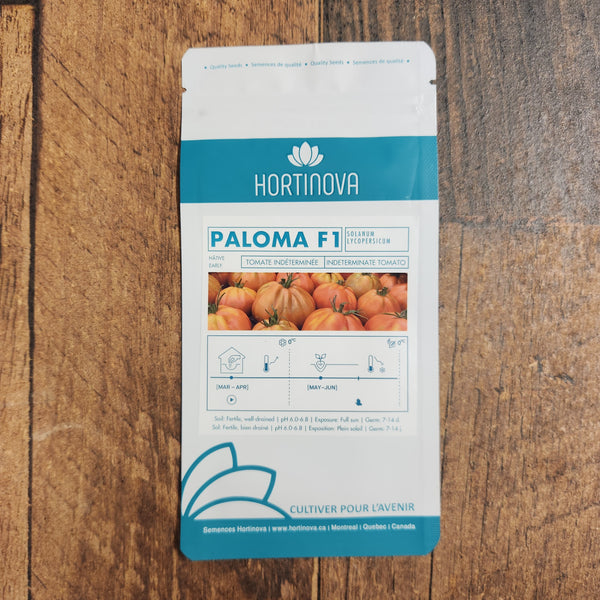 • Quality Seeds • Semences de qualité • Quality Seeds • Semences de qualité •
HORTINOVA
PALOMA F1
SOLANUM
LYCOPERSICUM
HÂTIVE
EARLY
TOMATE INDÉTERMINÉE
INDETERMINATE TOMATO
0°C
0°C
[MAR – APR]
[MAY–JUN]
Soil: Fertile, well drained | pH 6.0-6.8 | Exposure: Full sun | Germ: 7-14 d.
Sol: Fertile, bien drainé | pH 6.0-6.8 | Exposition: Plein soleil | Germ: 7-14 j.
CULTIVER POUR L'AVENIR
Semences Hortinova | www.hortinova.ca | Montreal | Quebec | Canada